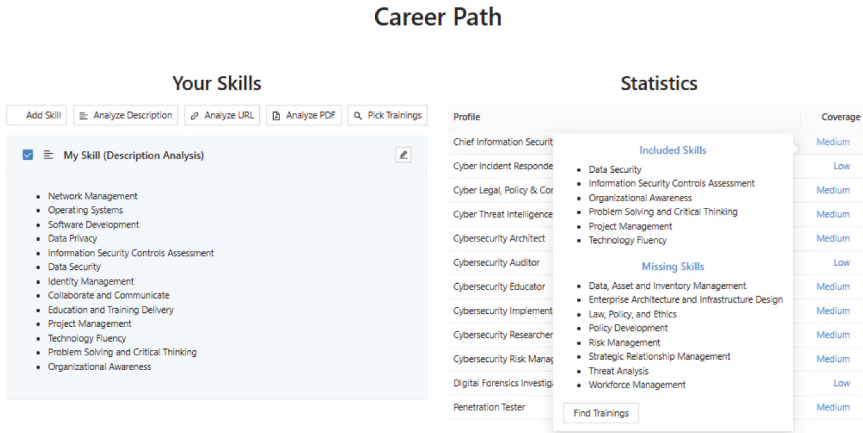 Career Path
Your Skills
Add Skill
Analyze Description
Analyze URL
Analyze PDF
Pick Trainings
My Skill (Description Analysis)
Network Management
Operating Systems
Software Development
Data Privacy
Information Security Controls Assessment
Data Security
Identity Management
Collaborate and Communicate
Education and Training Delivery
Project Management
Technology Fluency
Problem Solving and Critical Thinking
Organizational Awareness
Statistics
Profile Coverage
Chief Information Securit Medium
Cyber Incident Responde Low
Cyber Legal, Policy & Cor Medium
Cyber Threat Intelligence Medium
Cybersecurity Architect Medium
Cybersecurity Auditor Low
Cybersecurity Educator Medium
Cybersecurity Implement Medium
Cybersecurity Researcher Medium
Cybersecurity Risk Manag Medium
Digital Forensics Investig Low
Penetration Tester Medium
Included Skills
Data Security
Information Security Controls Assessment
Organizational Awareness
Problem Solving and Critical Thinking
Project Management
Technology Fluency
Missing Skills
Data, Asset and Inventory Management
Enterprise Architecture and Infrastructure Design
Law, Policy, and Ethics
Policy Development
Risk Management
Strategic Relationship Management
Threat Analysis
Workforce Management
Find Trainings